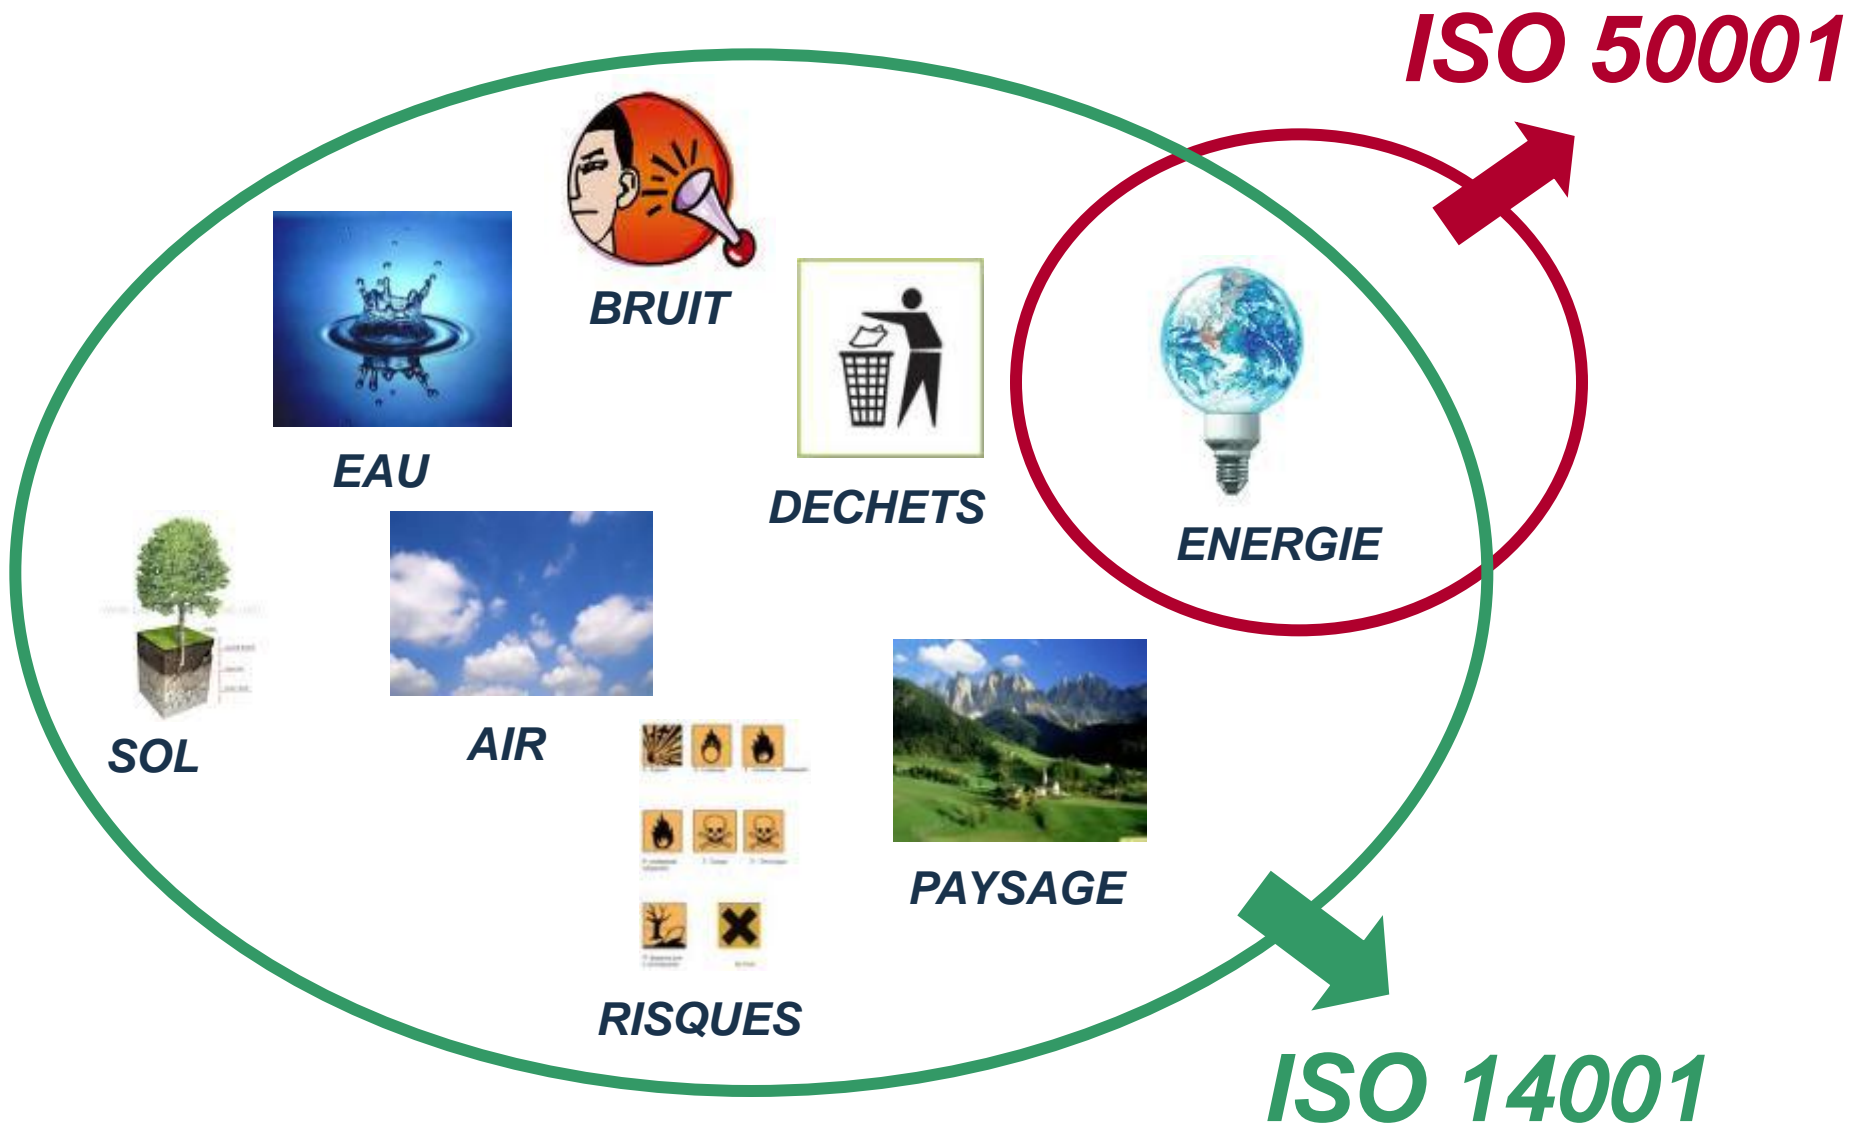 ISO 50001
BRUIT
EAU
DECHETS
ENERGIE
SOL
AIR
PAYSAGE
RISQUES
ISO 14001